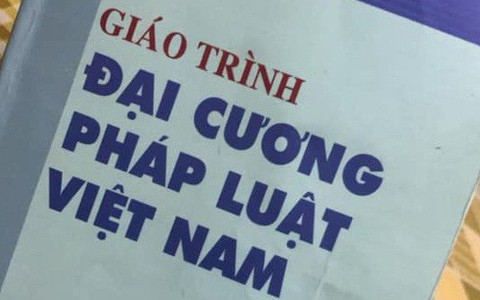 GIÁO TRÌNH
ĐẠI CƯƠNG
PHÁP LUẬT
VIỆT NAM